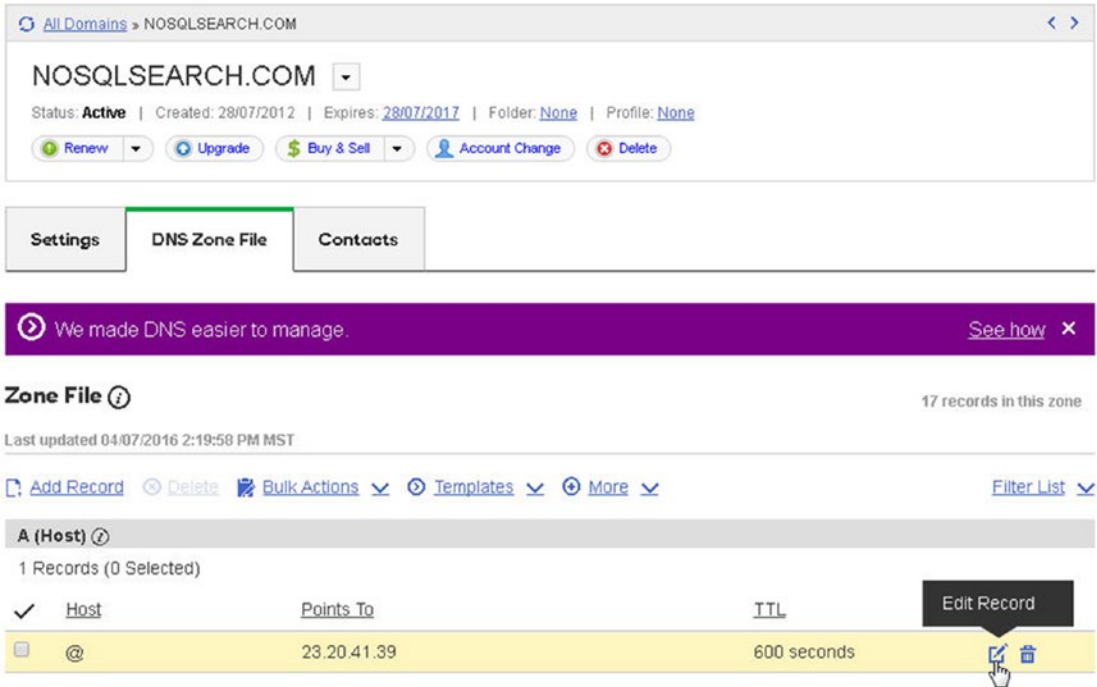 All Domains » NOSQLSEARCH.COM
NOSQLSEARCH.COM
Status: Active | Created: 28/07/2012 | Expires: 28/07/2017 | Folder: None | Profile: None
Renew Upgrade Buy & Sell Account Change Delete
Settings DNS Zone File Contacts
We made DNS easier to manage. See how
Zone File
17 records in this zone
Last updated 04/07/2016 2:19:58 PM MST
Add Record Delete Bulk Actions Templates More Filter List
A (Host)
1 Records (0 Selected)
Edit Record
Host Points To TTL
@ 23.20.41.39 600 seconds